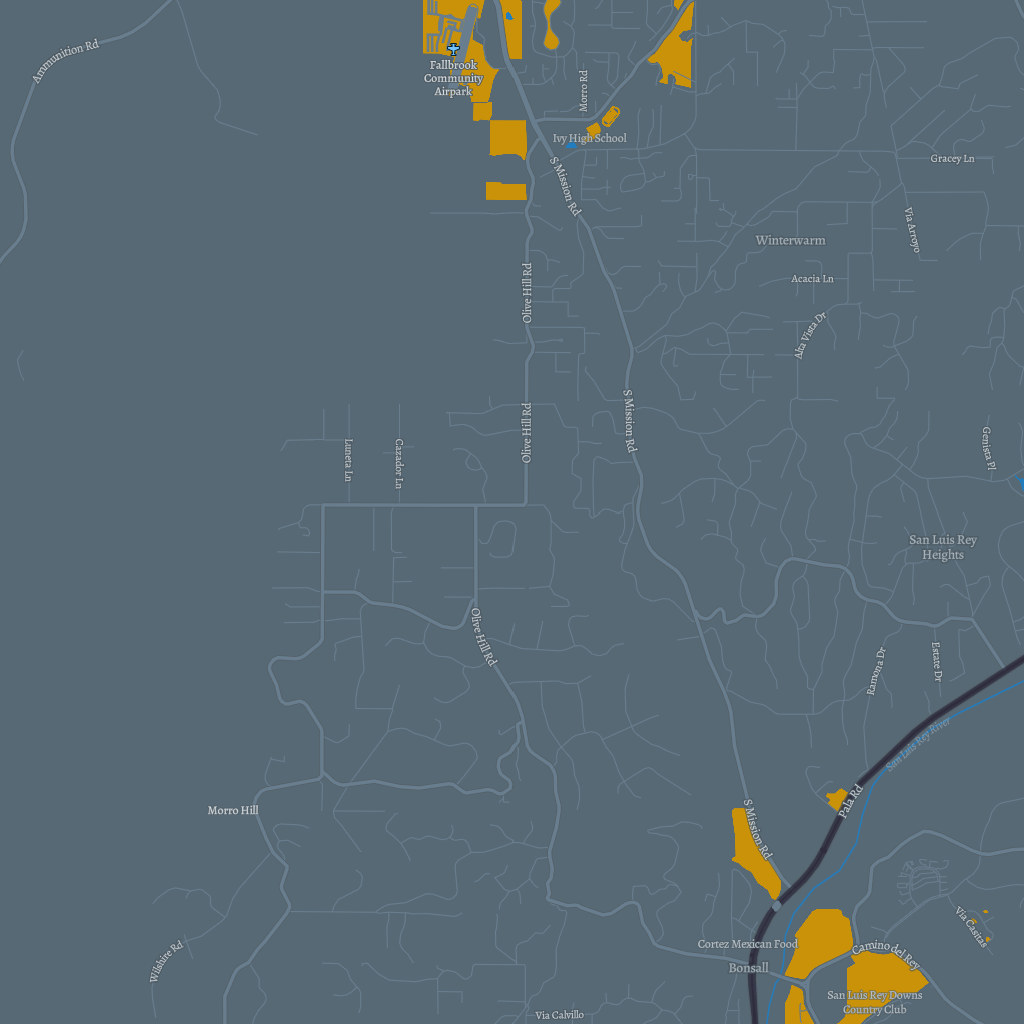 Ammunition Rd
Fallbrook
Community
Airpark
Morro Rd
Ivy High School
Gracey Ln
S Mission Rd
Via Arroyo
Winterwarm
Acacia Ln
Olive Hill Rd
Alta Vista Dr
S Mission Rd
Olive Hill Rd
Luneta Ln
Cazador Ln
Genista Pl
San Luis Rey
Heights
Olive Hill Rd
Ramona Dr
Estate Dr
San Luis Rey River
Pala Rd
Morro Hill
S Mission Rd
Via Casitas
Wilshire Rd
Cortez Mexican Food
Camino del Rey
Bonsall
San Luis Rey Downs
Country Club
Via Calvillo